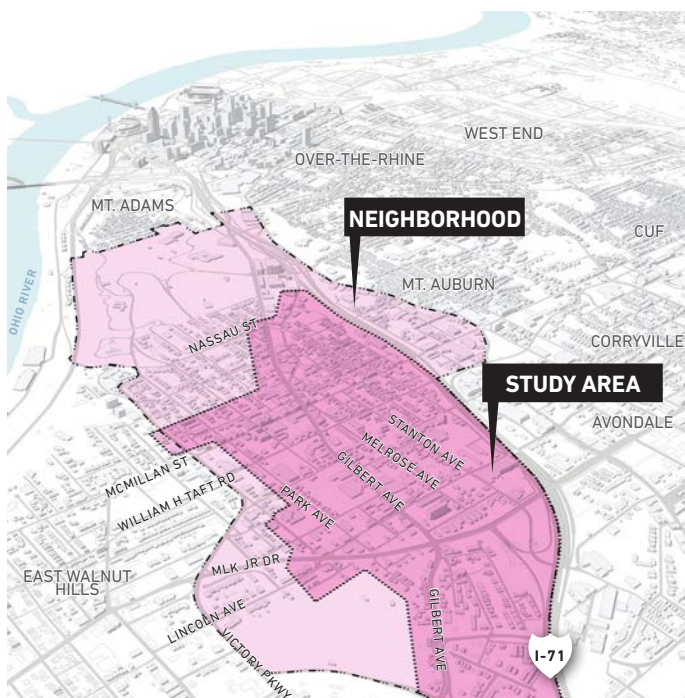 WEST END
OVER-THE-RHINE
MT. ADAMS
NEIGHBORHOOD
CUF
OHIO RIVER
MT. AUBURN
NASSAU ST
CORRYVILLE
STUDY AREA
AVONDALE
STANTON AVE
MELROSE AVE
GILBERT AVE
MCMILLAN ST
WILLIAM H TAFT RD
PARK AVE
EAST WALNUT
HILLS
MLK JR DR
LINCOLN AVE
GILBERT AVE
VICTORY PKWY
I-71